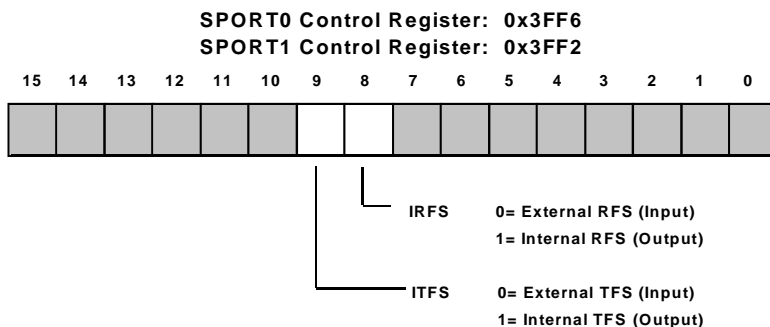 SPORT0 Control Register: 0x3FF6
SPORT1 Control Register: 0x3FF2
15 14 13 12 11 10 9 8 7 6 5 4 3 2 1 0
IRFS 0= External RFS (Input)
1= Internal RFS (Output)
ITFS 0= External TFS (Input)
1= Internal TFS (Output)